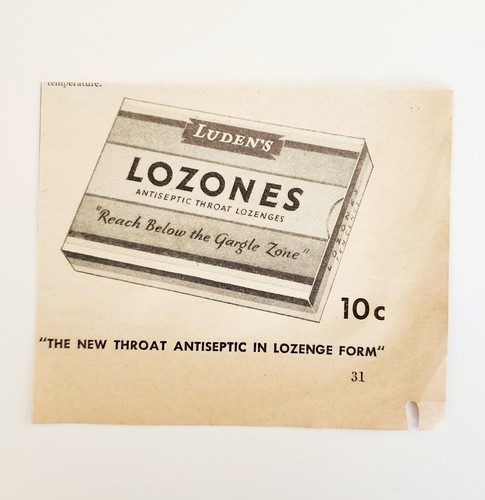 temperature.
LUDEN'S
LOZONES
ANTISEPTIC THROAT LOZENGES
"Reach Below the Gargle Zone"
LOZONES
10c
"THE NEW THROAT ANTISEPTIC IN LOZENGE FORM"
31